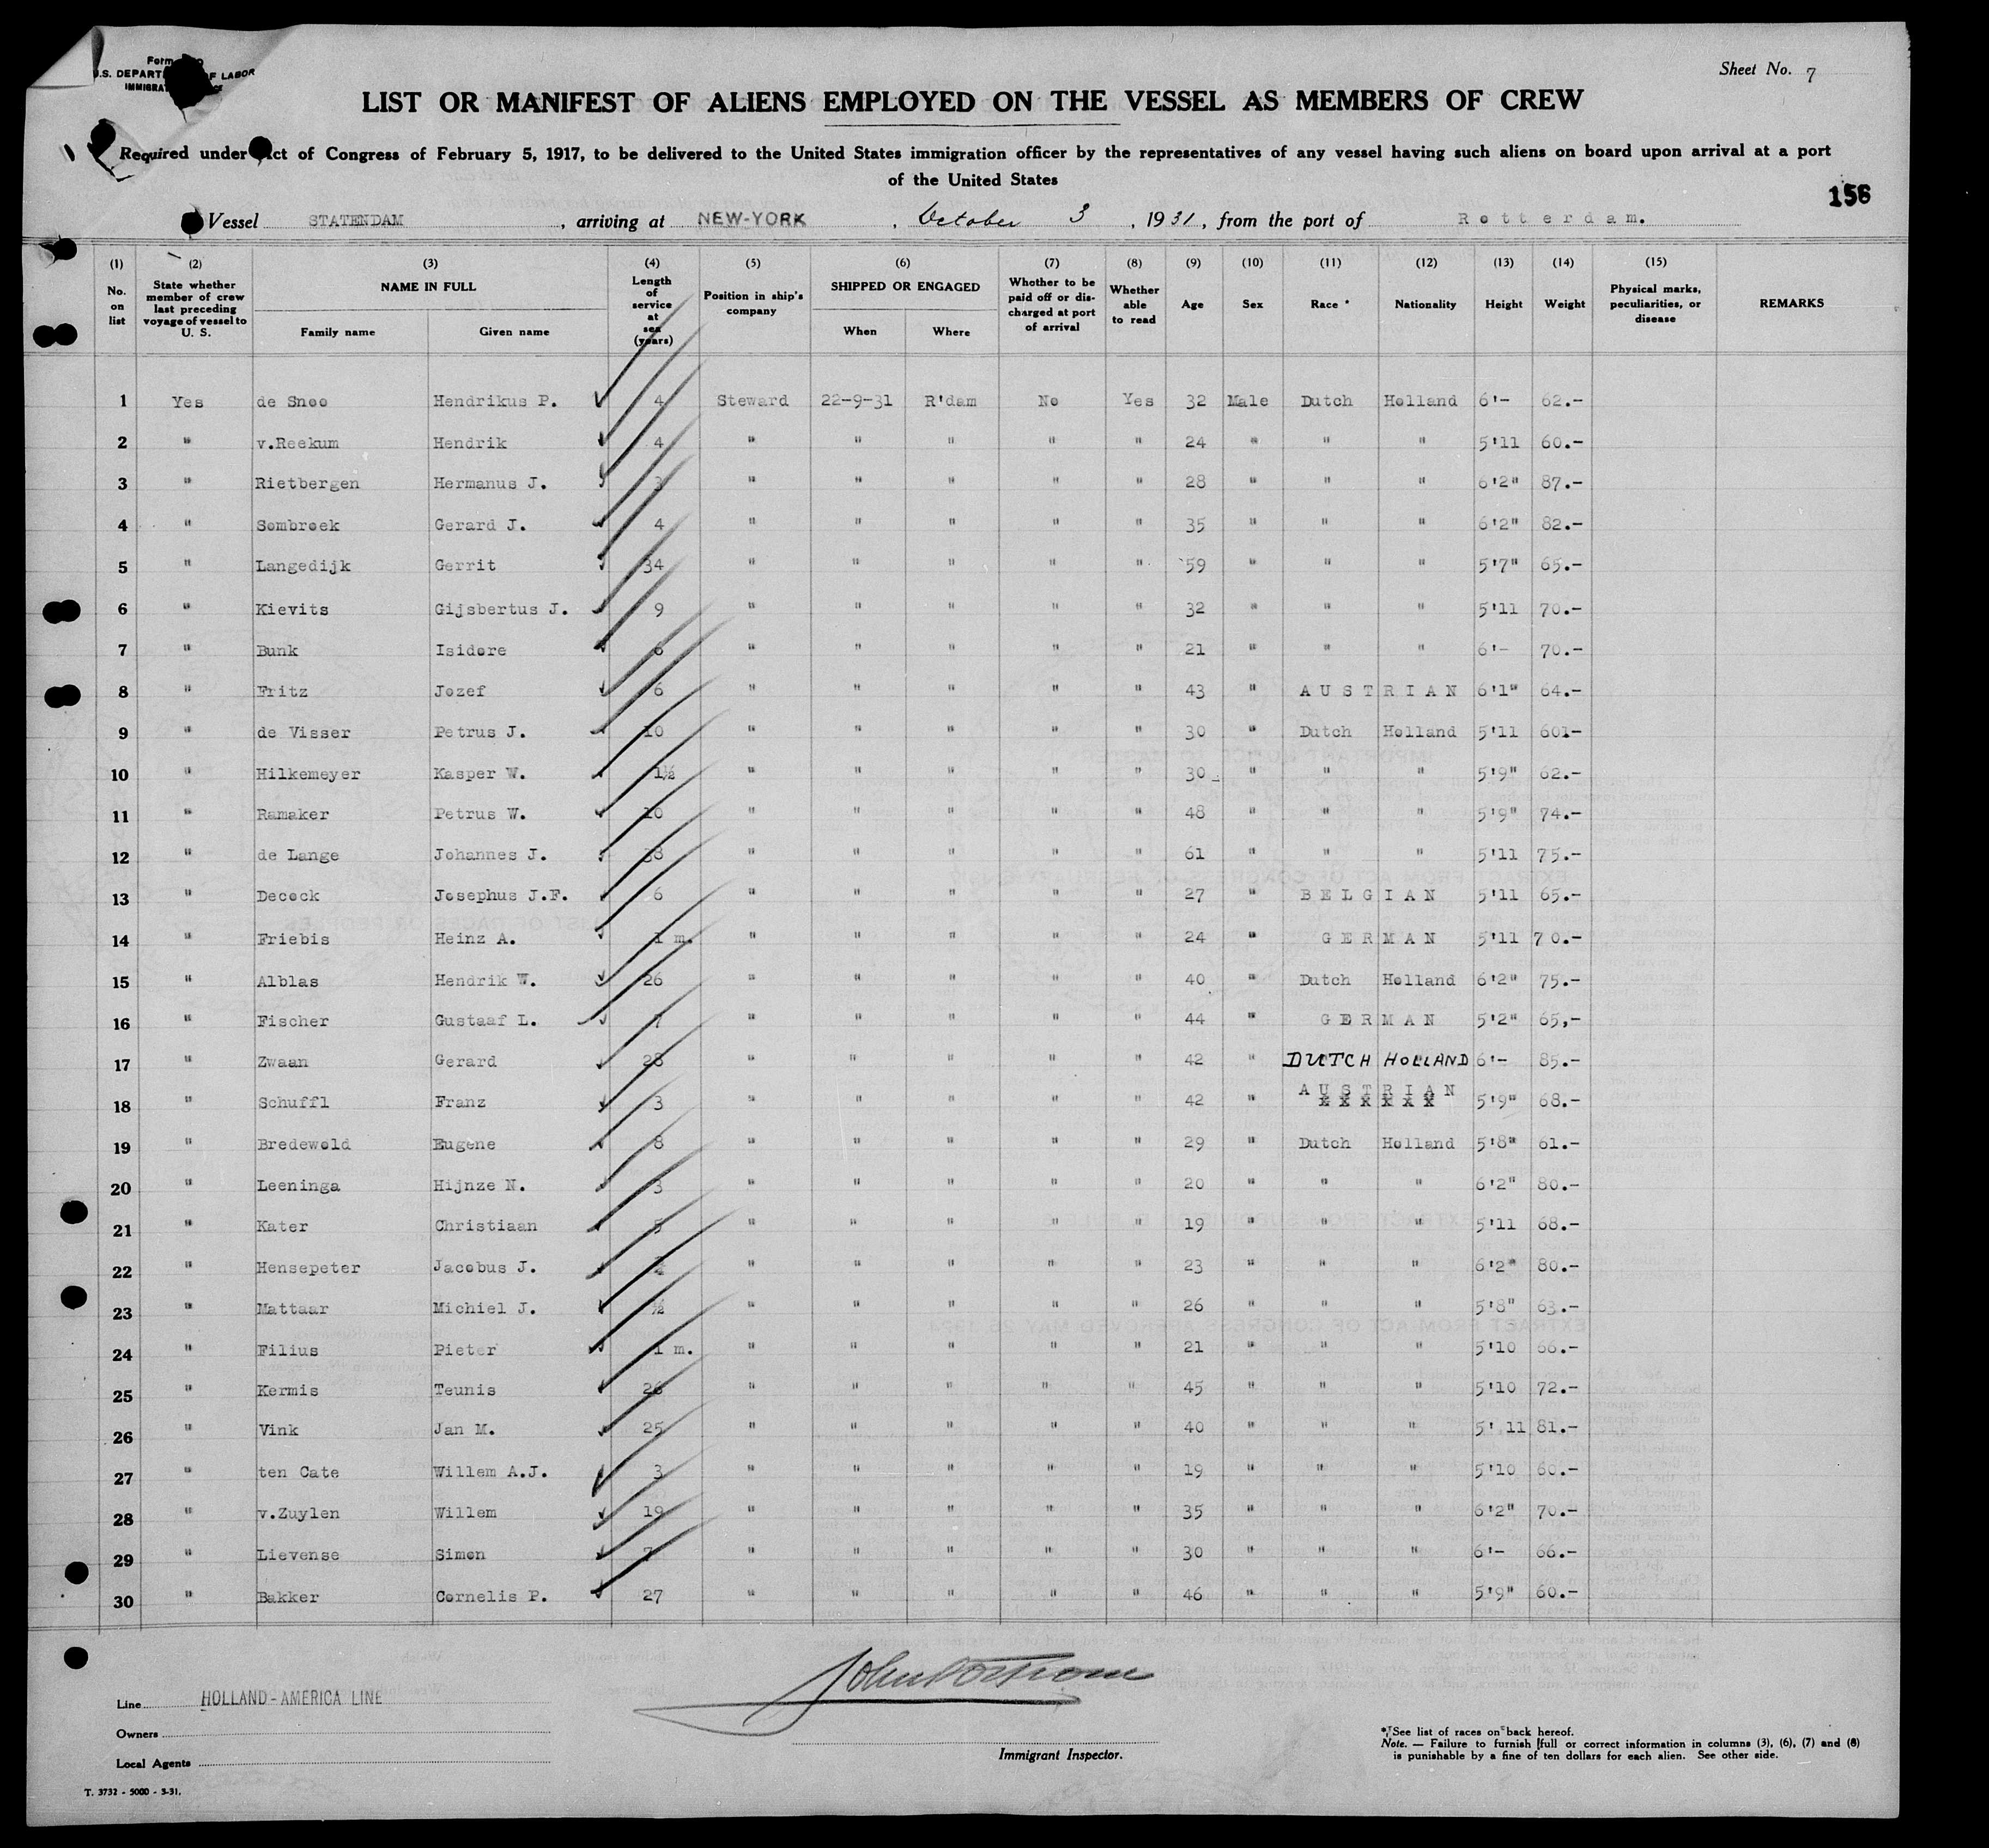 Form
U.S. DEPARTMENT OF LABOR
IMMIGRATION SERVICE
Sheet No. 7
LIST OR MANIFEST OF ALIENS EMPLOYED ON THE VESSEL AS MEMBERS OF CREW
Required under Act of Congress of February 5, 1917, to be delivered to the United States immigration officer by the representatives of any vessel having such aliens on board upon arrival at a port
of the United States
156
Vessel STATENDAM, arriving at NEW-YORK, October 3, 1931, from the port of Rotterdam.
(1) (2) (3) (4) (5) (6) (7) (8) (9) (10) (11) (12) (13) (14) (15)
No. on list State whether member of crew last preceding voyage of vessel to U. S. NAME IN FULL Family name Given name Length of service at sea (years) Position in ship's company SHIPPED OR ENGAGED When Where Whether to be paid off or discharged at port of arrival Whether able to read Age Sex Race * Nationality Height Weight Physical marks, peculiarities, or disease REMARKS
1 Yes de Snoo Hendrikus P. 4 Steward 22-9-31 R'dam No Yes 32 Male Dutch Holland 6'- 62.-
2 " v.Reekum Hendrik 4 " " " " " 24 " " " 5'11 60.-
3 " Rietbergen Hermanus J. 3 " " " " " 28 " " " 6'2" 87.-
4 " Sombroek Gerard J. 4 " " " " " 35 " " " 6'2" 82.-
5 " Langedijk Gerrit 34 " " " " " 59 " " " 5'7" 65.-
6 " Kievits Gijsbertus J. 9 " " " " " 32 " " " 5'11 70.-
7 " Bunk Isidore 6 " " " " " 21 " " " 6'- 70.-
8 " Fritz Jozef 6 " " " " " 43 " AUSTRIAN 6'1" 64.-
9 " de Visser Petrus J. 10 " " " " " 30 " Dutch Holland 5'11 601-
10 " Hilkemeyer Kasper W. 1½ " " " " " 30 " " " 5'9" 62.-
11 " Ramaker Petrus W. 10 " " " " " 48 " " " 5'9" 74.-
12 " de Lange Johannes J. 38 " " " " " 61 " " " 5'11 75.-
13 " Decock Josephus J.F. 6 " " " " " 27 " BELGIAN 5'11 65.-
14 " Friebis Heinz A. 1 m. " " " " " 24 " GERMAN 5'11 70.-
15 " Alblas Hendrik W. 26 " " " " " 40 " Dutch Holland 6'2" 75.-
16 " Fischer Gustaaf L. 7 " " " " " 44 " GERMAN 5'2" 65,-
17 " Zwaan Gerard 28 " " " " " 42 " DUTCH HOLLAND 6'- 85.-
18 " Schuffl Franz 3 " " " " " 42 " AUSTRIAN 5'9" 68.-
19 " Bredewold Eugene 8 " " " " " 29 " Dutch Holland 5'8" 61.-
20 " Leeninga Hijnze N. 3 " " " " " 20 " " " 6'2" 80.-
21 " Kater Christiaan 5 " " " " " 19 " " " 5'11 68.-
22 " Hensepeter Jacobus J. " " " " " 23 " " " 6'2" 80.-
23 " Mattaar Michiel J. ½ " " " " " 26 " " " 5'8" 63.-
24 " Filius Pieter 1 m. " " " " " 21 " " " 5'10 66.-
25 " Kermis Teunis 26 " " " " " 45 " " " 5'10 72.-
26 " Vink Jan M. 25 " " " " " 40 " " " 5'11 81.-
27 " ten Cate Willem A.J. 3 " " " " " 19 " " " 5'10 60.-
28 " v.Zuylen Willem 19 " " " " " 35 " " " 6'2" 70.-
29 " Lievense Simon 7 " " " " " 30 " " " 6'- 66.-
30 " Bakker Cornelis P. 27 " " " " " 46 " " " 5'9" 60.-
Line HOLLAND-AMERICA LINE
Owners
Local Agents
Immigrant Inspector.
* See list of races on back hereof.
Note. — Failure to furnish full or correct information in columns (3), (6), (7) and (8)
is punishable by a fine of ten dollars for each alien. See other side.
T. 3732 - 5000 - 3-31.